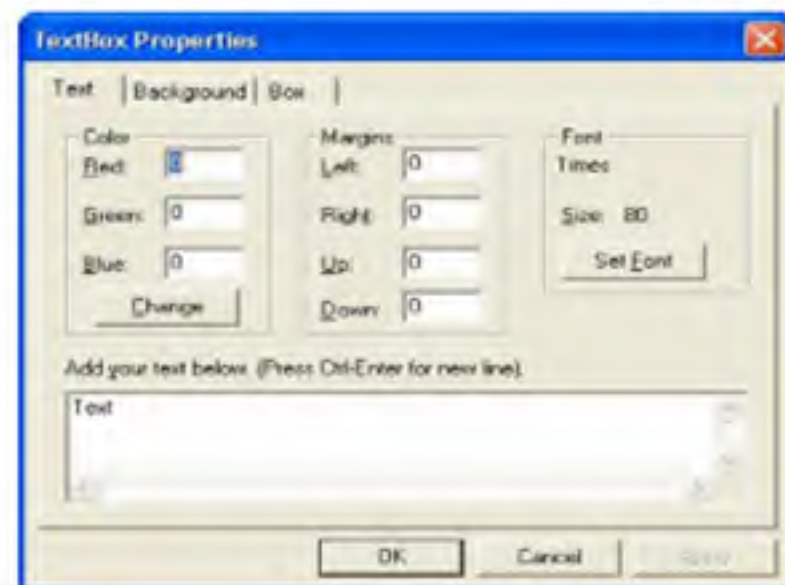 TextBox Properties
Text Background Box
Color
Red: 0
Green: 0
Blue: 0
Change
Margins
Left: 0
Right: 0
Up: 0
Down: 0
Font
Times
Size: 80
Set Font
Add your text below. (Press Ctrl-Enter for new line).
Text
OK Cancel Apply